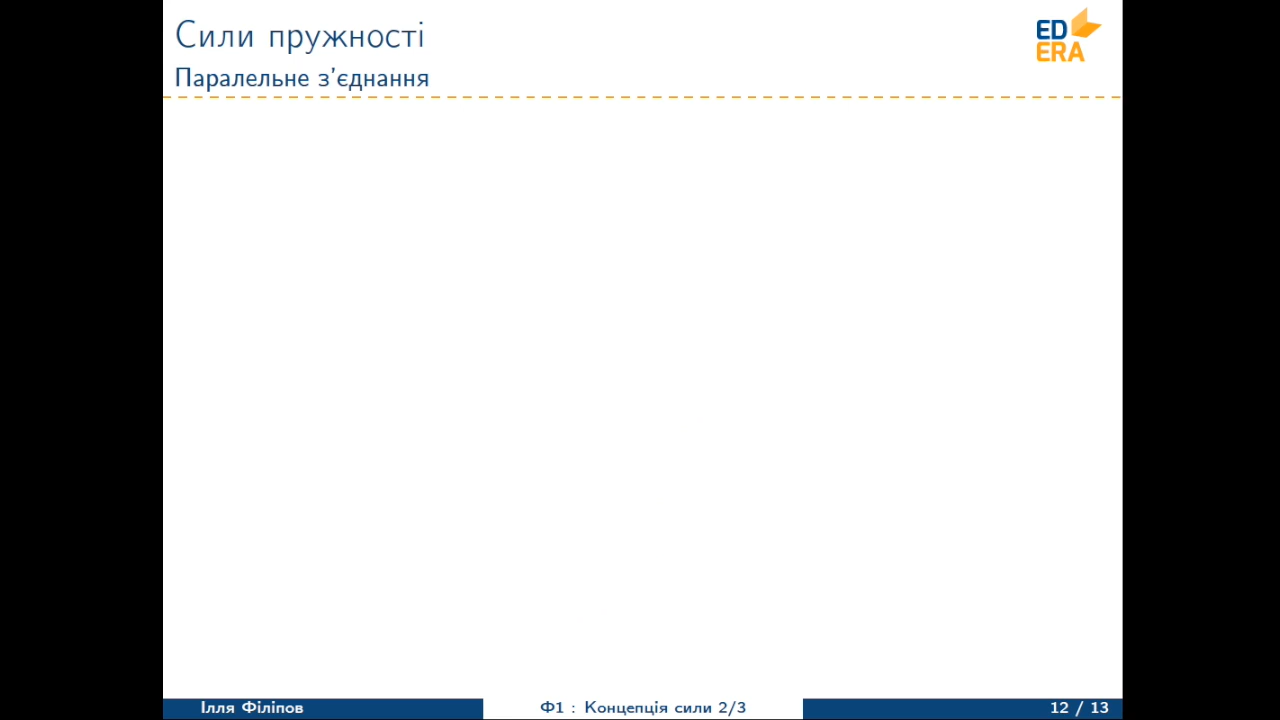 Сили пружності
Паралельне з'єднання
ED
ERA
Ілля Філіпов
Ф1 : Концепція сили 2/3
12 / 13